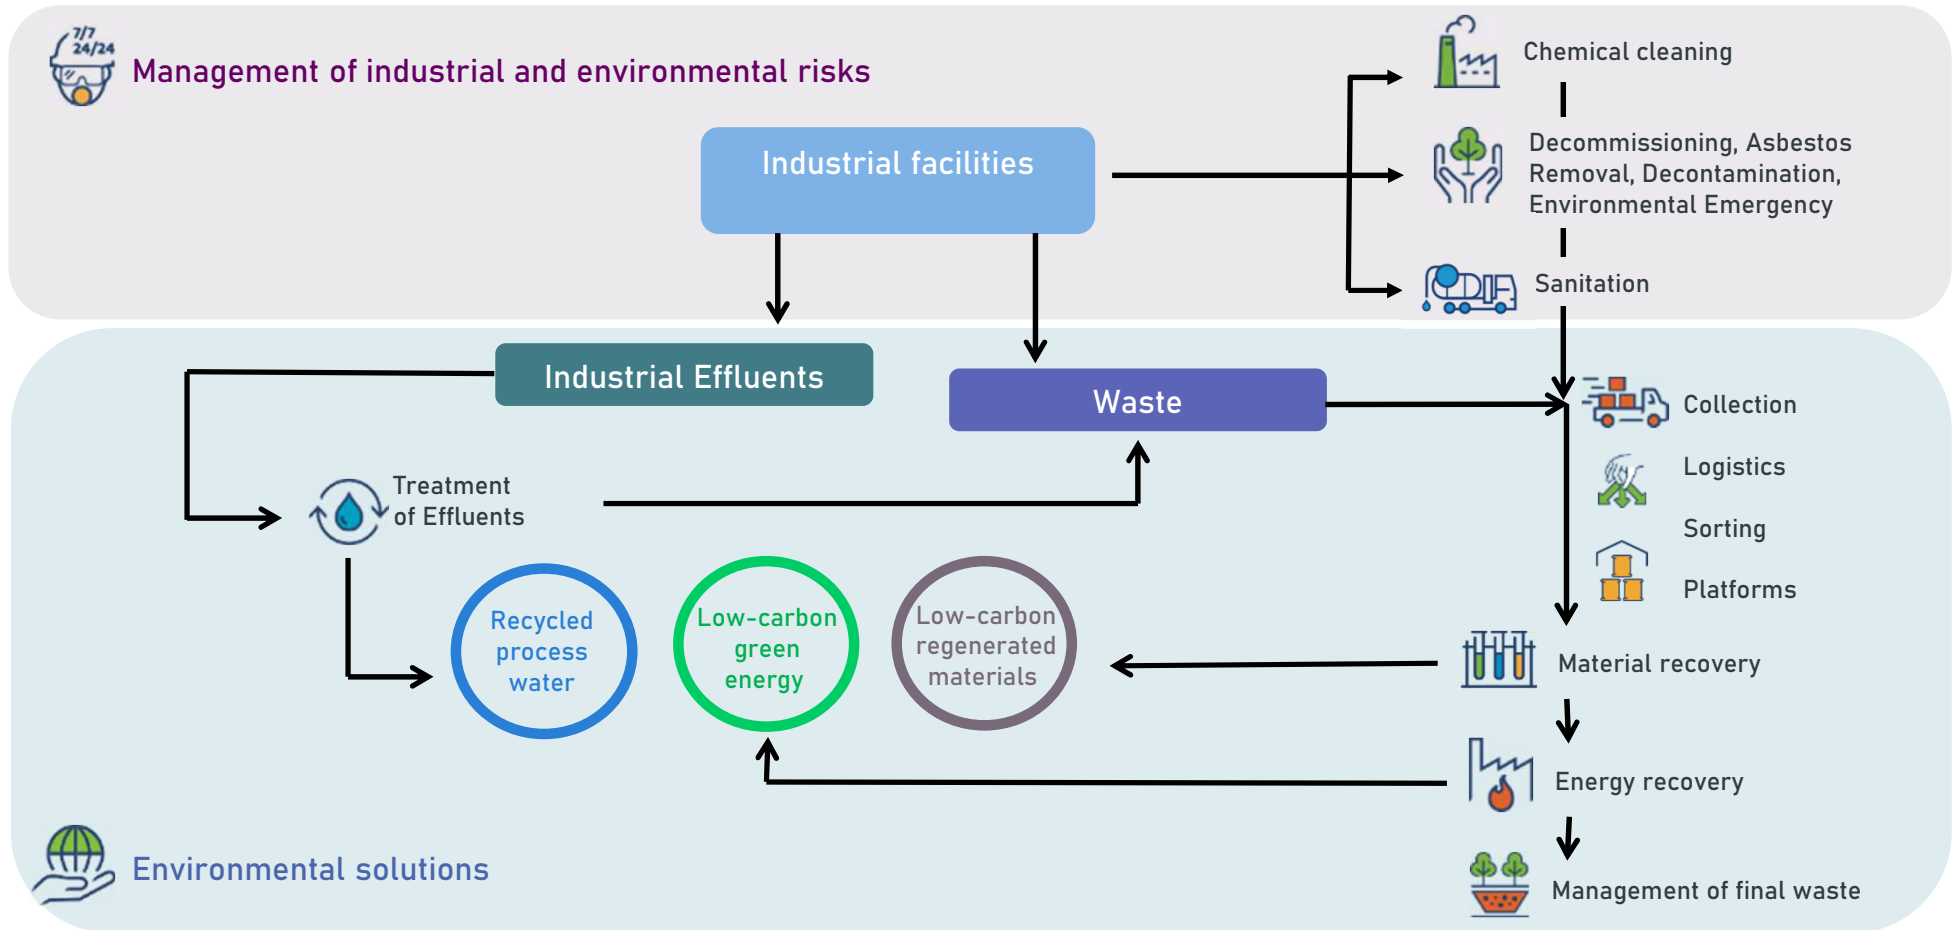 7/7
24/24
Management of industrial and environmental risks
Industrial facilities
Chemical cleaning
Decommissioning, Asbestos
Removal, Decontamination,
Environmental Emergency
Sanitation
Industrial Effluents
Waste
Collection
Logistics
Sorting
Platforms
Treatment
of Effluents
Recycled
process
water
Low-carbon
green
energy
Low-carbon
regenerated
materials
Material recovery
Energy recovery
Management of final waste
Environmental solutions